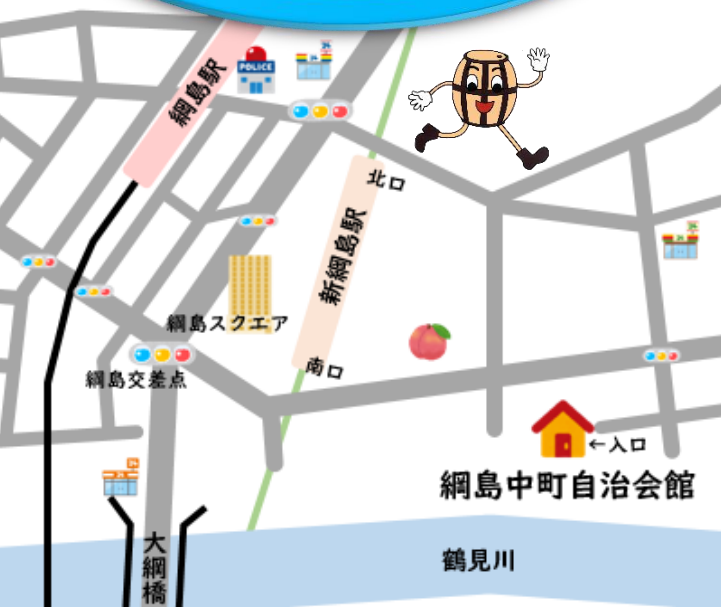 綱島駅
POLICE
北口
新綱島駅
綱島スクエア
南口
綱島交差点
←入口
綱島中町自治会館
大綱橋
鶴見川